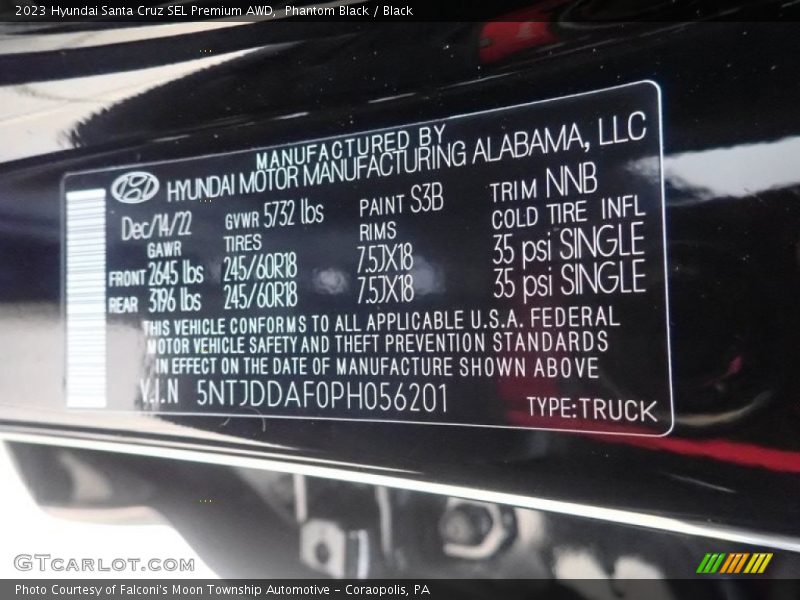 2023 Hyundai Santa Cruz SEL Premium AWD, Phantom Black / Black
MANUFACTURED BY
HYUNDAI MOTOR MANUFACTURING ALABAMA, LLC
Dec/14/22 GVWR 5732 lbs PAINT S3B TRIM NNB
GAWR TIRES RIMS COLD TIRE INFL
FRONT 2645 lbs 245/60R18 7.5JX18 35 psi SINGLE
REAR 3196 lbs 245/60R18 7.5JX18 35 psi SINGLE
THIS VEHICLE CONFORMS TO ALL APPLICABLE U.S.A. FEDERAL
MOTOR VEHICLE SAFETY AND THEFT PREVENTION STANDARDS
IN EFFECT ON THE DATE OF MANUFACTURE SHOWN ABOVE
V.I.N 5NTJDDAF0PH056201 TYPE:TRUCK
GTCARLOT.COM
Photo Courtesy of Falconi's Moon Township Automotive - Coraopolis, PA